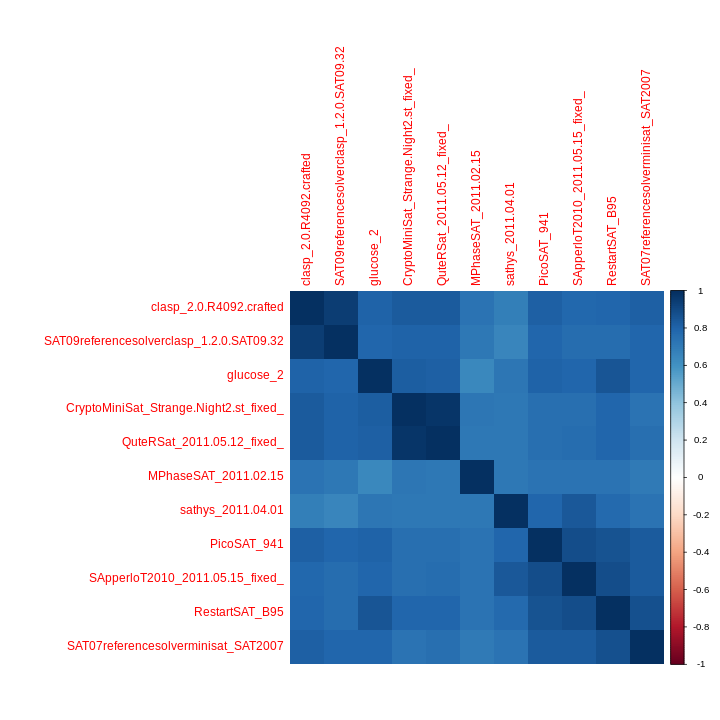 clasp_2.0.R4092.crafted
SAT09referencesolverclasp_1.2.0.SAT09.32
glucose_2
CryptoMiniSat_Strange.Night2.st_fixed_
QuteRSat_2011.05.12_fixed_
MPhaseSAT_2011.02.15
sathys_2011.04.01
PicoSAT_941
SApperloT2010_2011.05.15_fixed_
RestartSAT_B95
SAT07referencesolverminisat_SAT2007
clasp_2.0.R4092.crafted
SAT09referencesolverclasp_1.2.0.SAT09.32
glucose_2
CryptoMiniSat_Strange.Night2.st_fixed_
QuteRSat_2011.05.12_fixed_
MPhaseSAT_2011.02.15
sathys_2011.04.01
PicoSAT_941
SApperloT2010_2011.05.15_fixed_
RestartSAT_B95
SAT07referencesolverminisat_SAT2007
1
0.8
0.6
0.4
0.2
0
-0.2
-0.4
-0.6
-0.8
-1